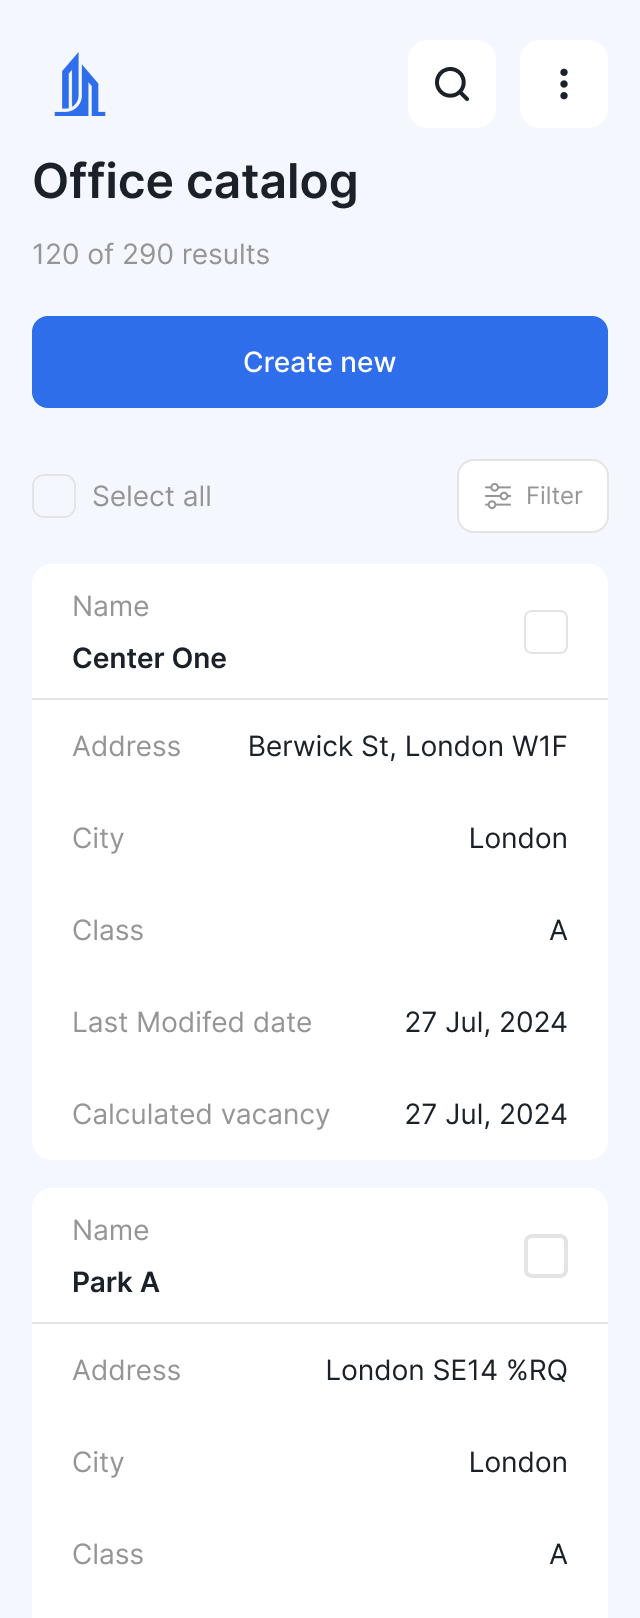 Office catalog
120 of 290 results
Create new
Select all
Filter
Name
Center One
Address Berwick St, London W1F
City London
Class A
Last Modifed date 27 Jul, 2024
Calculated vacancy 27 Jul, 2024
Name
Park A
Address London SE14 %RQ
City London
Class A